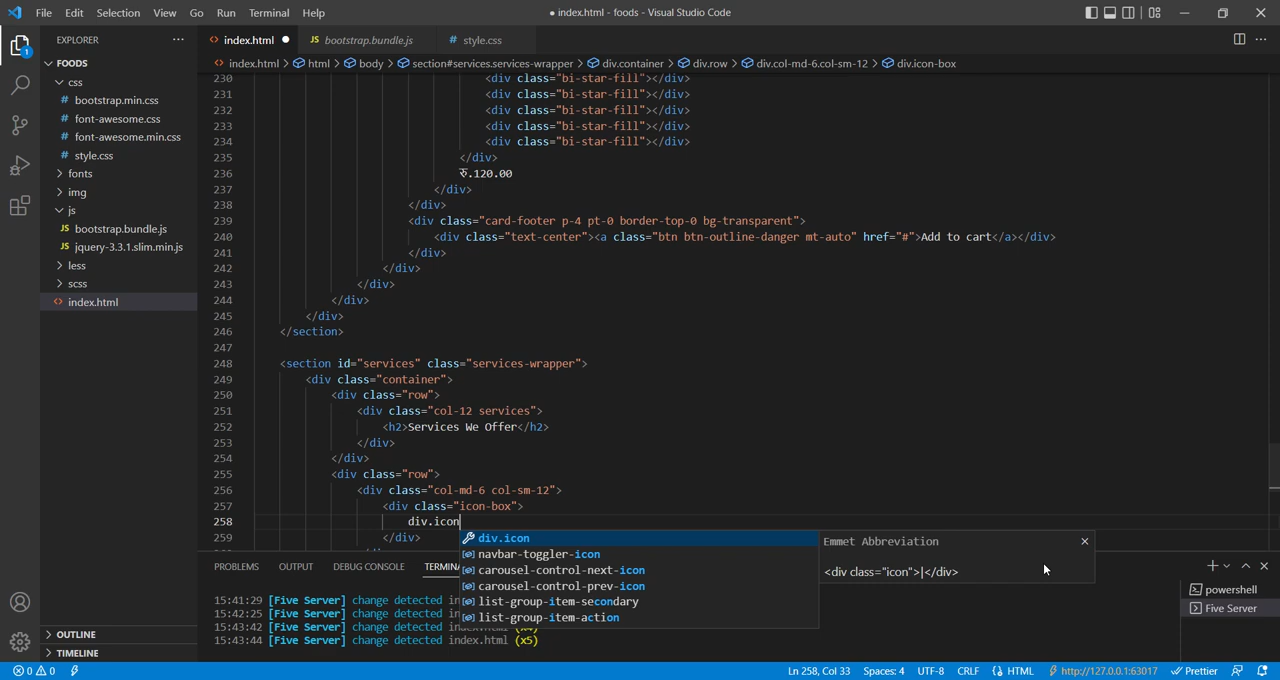 File Edit Selection View Go Run Terminal Help
● index.html - foods - Visual Studio Code
EXPLORER
FOODS
css
bootstrap.min.css
font-awesome.css
font-awesome.min.css
style.css
fonts
img
js
JS bootstrap.bundle.js
JS jquery-3.3.1.slim.min.js
less
scss
index.html
OUTLINE
TIMELINE
index.html ●
JS bootstrap.bundle.js
# style.css
index.html > html > body > section#services.services-wrapper > div.container > div.row > div.col-md-6.col-sm-12 > div.icon-box
230 <div class="bi-star-fill"></div>
231 <div class="bi-star-fill"></div>
232 <div class="bi-star-fill"></div>
233 <div class="bi-star-fill"></div>
234 <div class="bi-star-fill"></div>
235 </div>
236 .120.00
237 </div>
238 </div>
239 <div class="card-footer p-4 pt-0 border-top-0 bg-transparent">
240 <div class="text-center"><a class="btn btn-outline-danger mt-auto" href="#">Add to cart</a></div>
241 </div>
242 </div>
243 </div>
244 </div>
245 </div>
246 </section>
247
248 <section id="services" class="services-wrapper">
249 <div class="container">
250 <div class="row">
251 <div class="col-12 services">
252 <h2>Services We Offer</h2>
253 </div>
254 </div>
255 <div class="row">
256 <div class="col-md-6 col-sm-12">
257 <div class="icon-box">
258 div.icon
259 </div>
div.icon
navbar-toggler-icon
carousel-control-next-icon
carousel-control-prev-icon
list-group-item-secondary
list-group-item-action
Emmet Abbreviation
<div class="icon">|</div>
PROBLEMS OUTPUT DEBUG CONSOLE
15:41:29 [Five Server] change detected
15:42:25 [Five Server] change detected
15:43:42 [Five Server] change detected
15:43:44 [Five Server] change detected index.html (x5)
powershell
Five Server
0 0
Ln 258, Col 33 Spaces: 4 UTF-8 CRLF HTML http://127.0.0.1:63017 Prettier